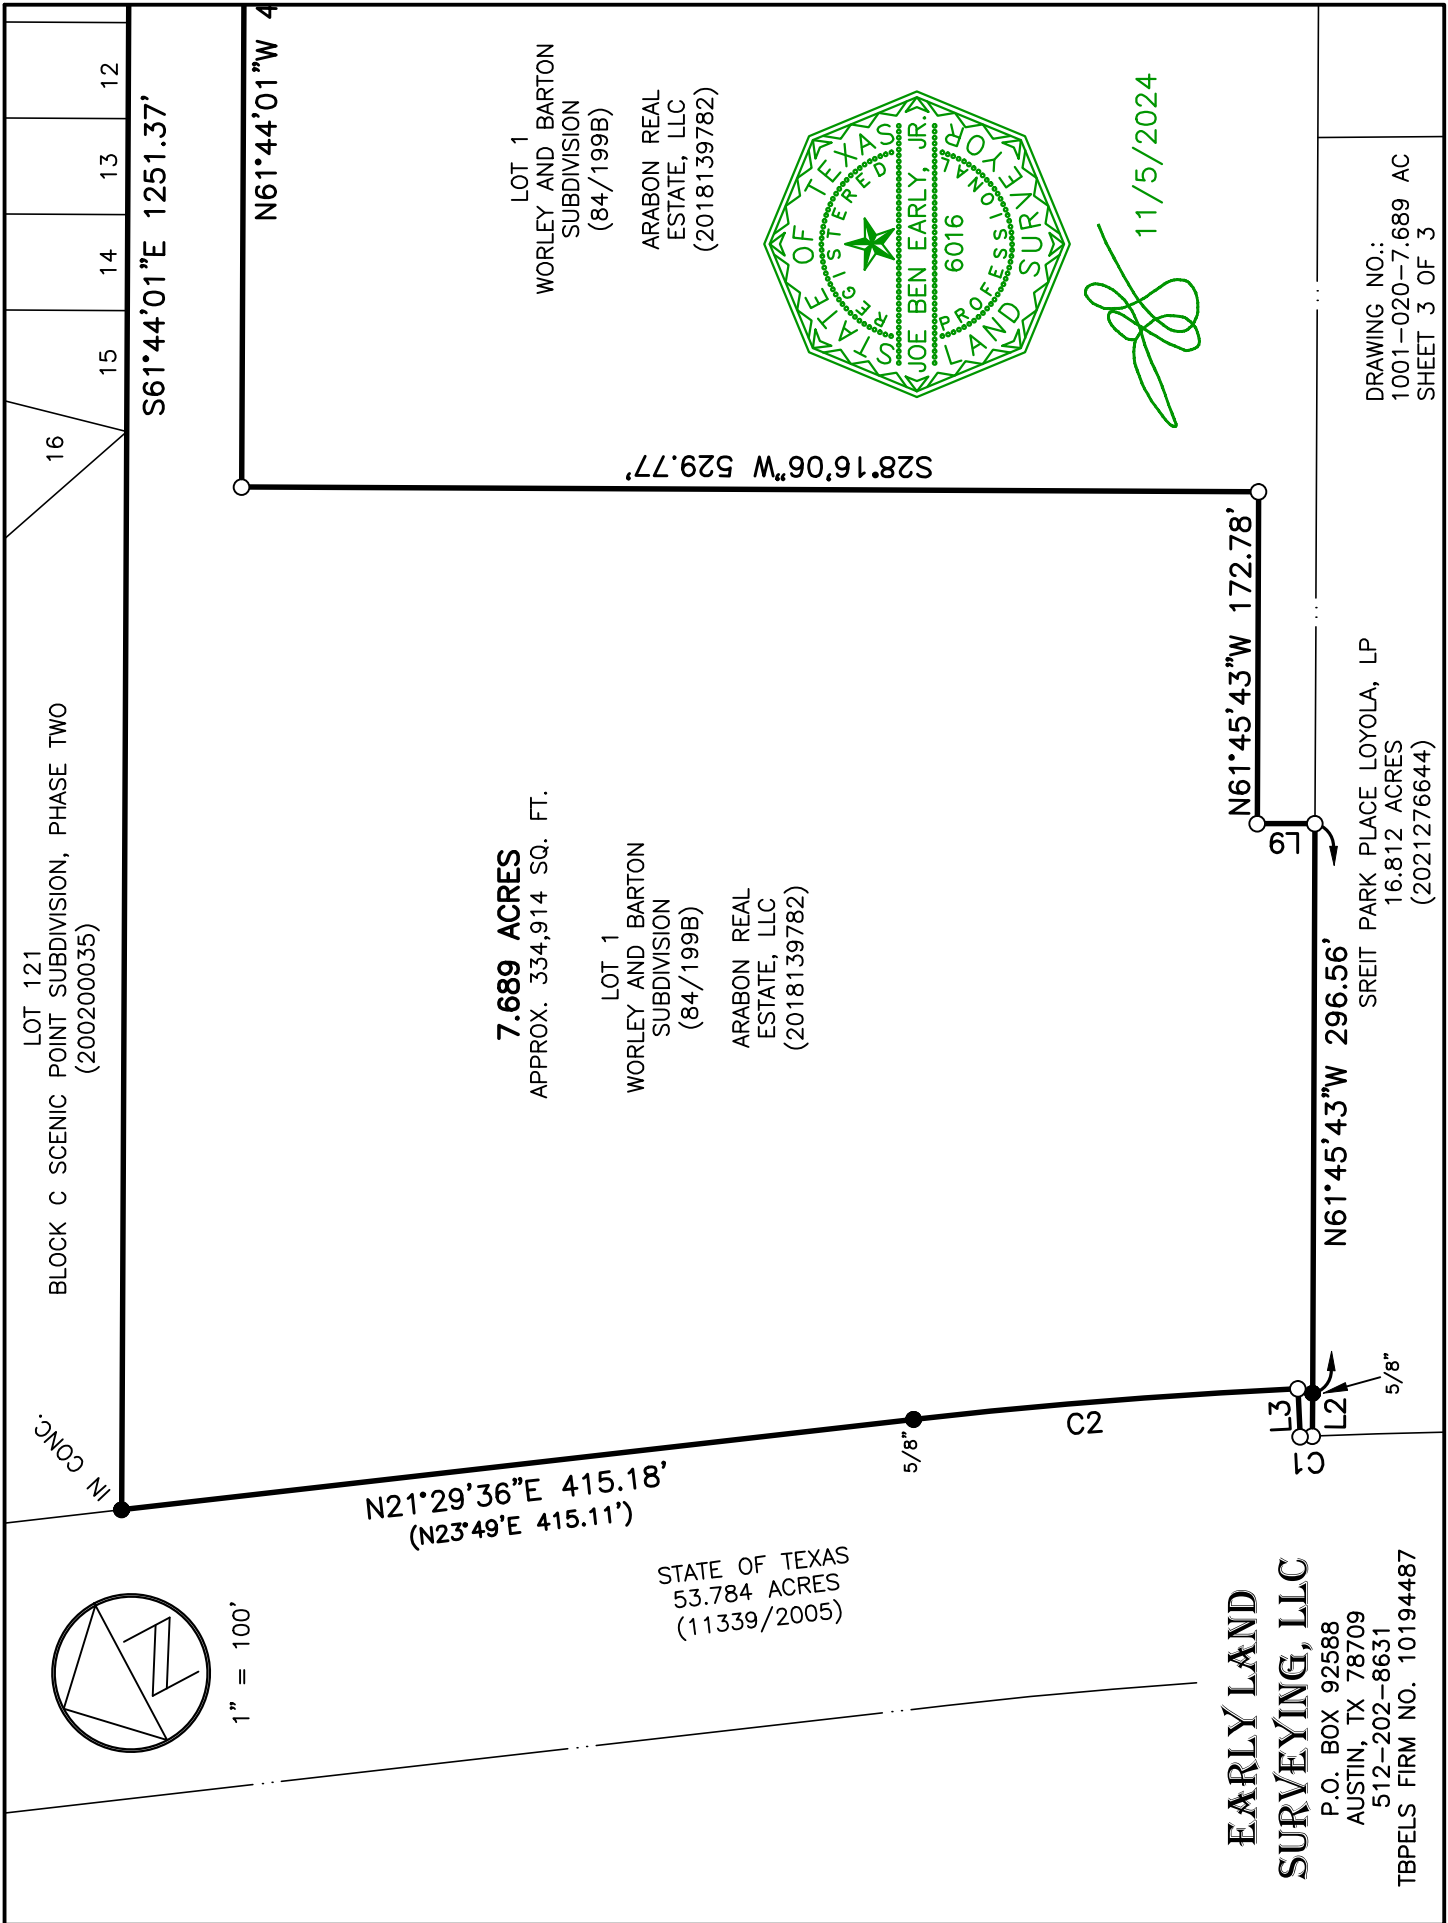 LOT 121
BLOCK C SCENIC POINT SUBDIVISION, PHASE TWO
(200200035)
16
15
14
13
12
IN CONC.
S61°44'01"E 1251.37'
N61°44'01"W 4
1" = 100'
N21°29'36"E 415.18'
(N23°49'E 415.11')
STATE OF TEXAS
53.784 ACRES
(11339/2005)
7.689 ACRES
APPROX. 334,914 SQ. FT.
LOT 1
WORLEY AND BARTON
SUBDIVISION
(84/199B)
ARABON REAL
ESTATE, LLC
(2018139782)
S28°16'06"W 529.77'
LOT 1
WORLEY AND BARTON
SUBDIVISION
(84/199B)
ARABON REAL
ESTATE, LLC
(2018139782)
STATE OF TEXAS
REGISTERED
JOE BEN EARLY, JR.
6016
PROFESSIONAL
LAND SURVEYOR
11/5/2024
5/8"
C2
L3
C1
L2
5/8"
N61°45'43"W 296.56'
L9
N61°45'43"W 172.78'
SREIT PARK PLACE LOYOLA, LP
16.812 ACRES
(2021276644)
EARLY LAND
SURVEYING, LLC
P.O. BOX 92588
AUSTIN, TX 78709
512-202-8631
TBPELS FIRM NO. 10194487
DRAWING NO.:
1001-020-7.689 AC
SHEET 3 OF 3